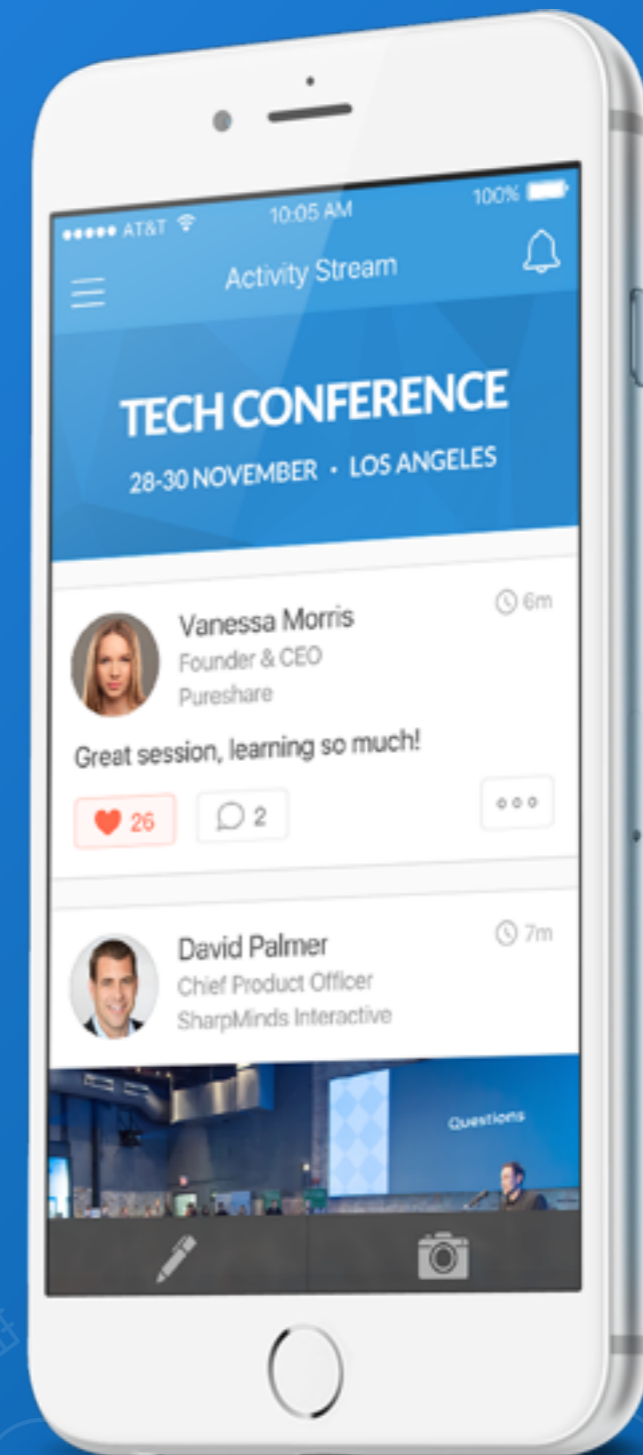 AT&T 10:05 AM 100%
Activity Stream
TECH CONFERENCE
28-30 NOVEMBER • LOS ANGELES
Vanessa Morris 6m
Founder & CEO
Pureshare
Great session, learning so much!
26 2
David Palmer 7m
Chief Product Officer
SharpMinds Interactive
Questions